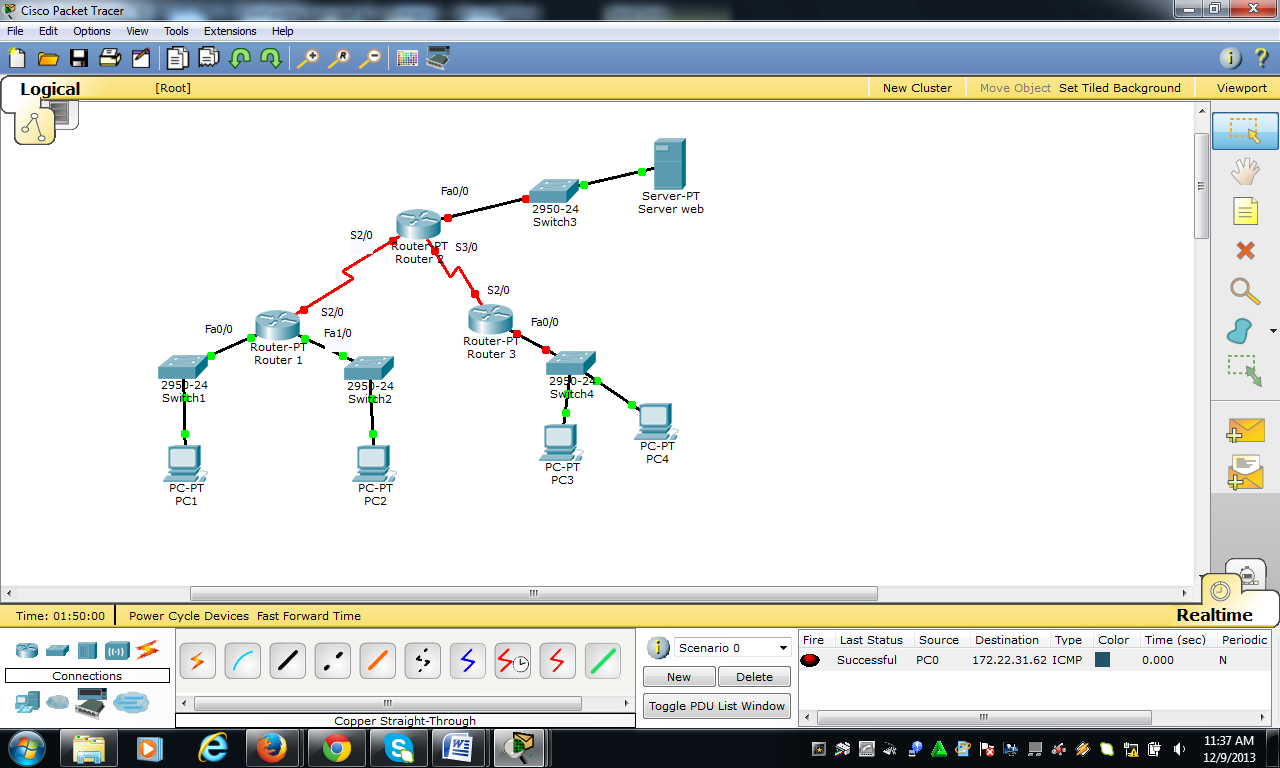 Cisco Packet Tracer
File Edit Options View Tools Extensions Help
Logical [Root] New Cluster Move Object Set Tiled Background Viewport
Server-PT
Server web
Fa0/0
2950-24
Switch3
S2/0
Router-PT
Router 2
S3/0
S2/0
S2/0
Fa0/0
Fa1/0
Router-PT
Router 1
Fa0/0
Router-PT
Router 3
2950-24
Switch1
2950-24
Switch2
2950-24
Switch4
PC-PT
PC1
PC-PT
PC2
PC-PT
PC3
PC-PT
PC4
Time: 01:50:00 Power Cycle Devices Fast Forward Time Realtime
Connections
Copper Straight-Through
Scenario 0
New Delete
Toggle PDU List Window
Fire Last Status Source Destination Type Color Time (sec) Periodic
Successful PC0 172.22.31.62 ICMP 0.000 N
11:37 AM
12/9/2013